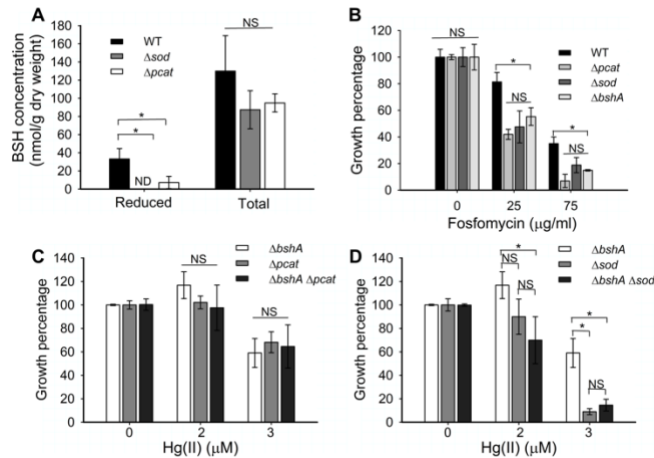 A
BSH concentration
(nmol/g dry weight)
180
160
140
120
100
80
60
40
20
0
WT
Δsod
Δpcat
*
*
ND
NS
Reduced
Total
B
Growth percentage
120
100
80
60
40
20
0
NS
WT
Δpcat
Δsod
ΔbshA
*
NS
*
NS
0
25
75
Fosfomycin (µg/ml)
C
Growth percentage
160
140
120
100
80
60
40
20
0
ΔbshA
Δpcat
ΔbshA Δpcat
NS
NS
0
2
3
Hg(II) (µM)
D
Growth percentage
160
140
120
100
80
60
40
20
0
ΔbshA
Δsod
ΔbshA Δsod
*
NS
NS
*
*
NS
0
2
3
Hg(II) (µM)